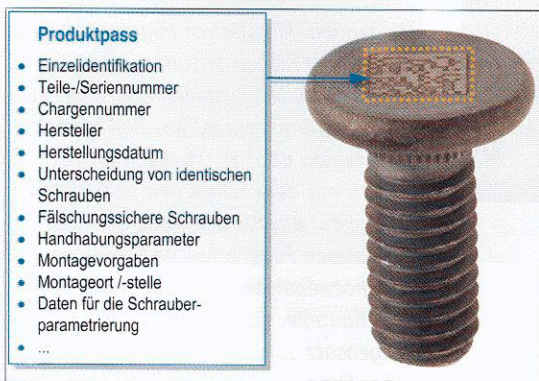 Produktpass
• Einzelidentifikation
• Teile-/Seriennummer
• Chargennummer
• Hersteller
• Herstellungsdatum
• Unterscheidung von identischen
Schrauben
• Fälschungssichere Schrauben
• Handhabungsparameter
• Montagevorgaben
• Montageort /-stelle
• Daten für die Schrauber-
parametrierung
• ...